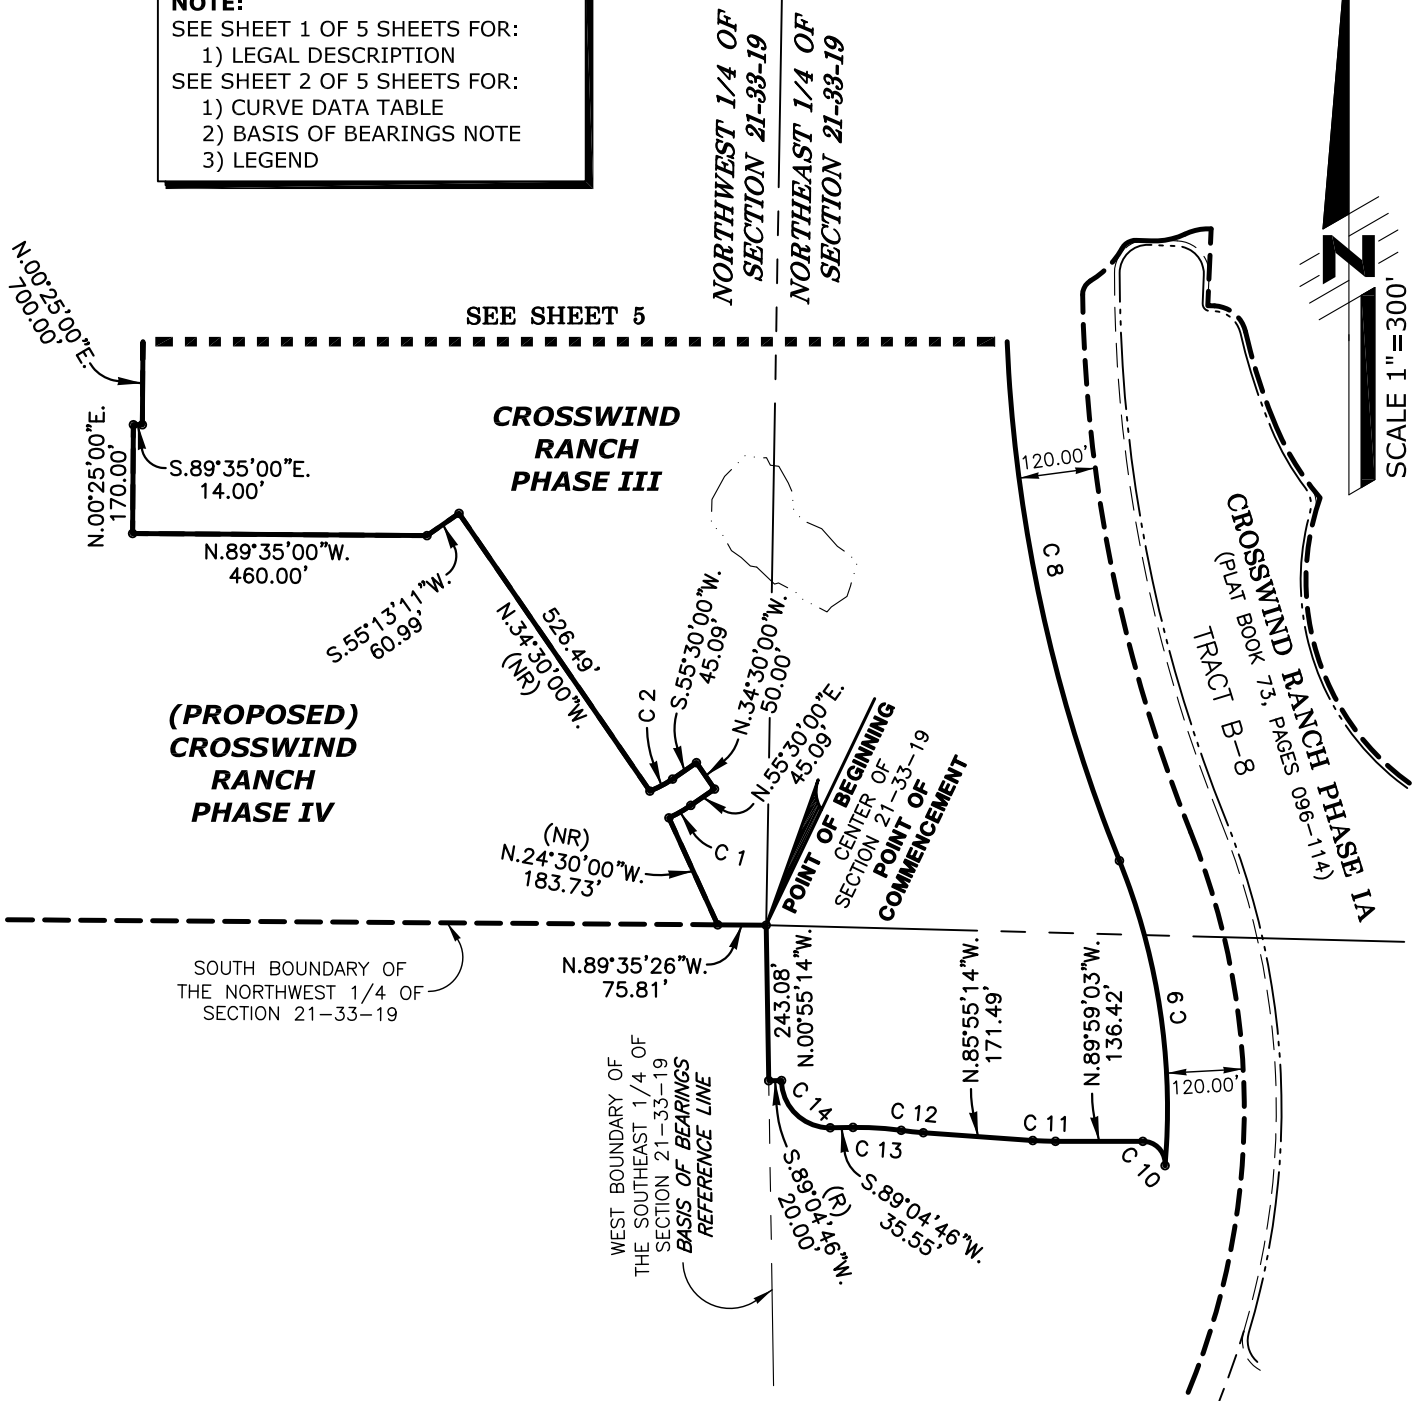 NOTE:
SEE SHEET 1 OF 5 SHEETS FOR:
1) LEGAL DESCRIPTION
SEE SHEET 2 OF 5 SHEETS FOR:
1) CURVE DATA TABLE
2) BASIS OF BEARINGS NOTE
3) LEGEND
NORTHWEST 1/4 OF
SECTION 21-33-19
NORTHEAST 1/4 OF
SECTION 21-33-19
N
SCALE 1"=300'
SEE SHEET 5
N.00°25'00"E.
700.00'
N.00°25'00"E.
170.00'
S.89°35'00"E.
14.00'
N.89°35'00"W.
460.00'
CROSSWIND
RANCH
PHASE III
S.55°13'11"W.
60.99'
526.49'
N.34°30'00"W.
(NR)
C 2
S.55°30'00"W.
45.09'
N.34°30'00"W.
50.00'
N.55°30'00"E.
45.09'
C 1
(PROPOSED)
CROSSWIND
RANCH
PHASE IV
(NR)
N.24°30'00"W.
183.73'
POINT OF BEGINNING
CENTER OF
SECTION 21-33-19
POINT OF
COMMENCEMENT
120.00'
C 8
CROSSWIND RANCH PHASE IA
(PLAT BOOK 73, PAGES 096-114)
TRACT B-8
SOUTH BOUNDARY OF
THE NORTHWEST 1/4 OF
SECTION 21-33-19
N.89°35'26"W.
75.81'
243.08'
N.00°55'14"W.
N.85°55'14"W.
171.49'
N.89°59'03"W.
136.42'
C 9
120.00'
WEST BOUNDARY OF
THE SOUTHEAST 1/4 OF
SECTION 21-33-19
BASIS OF BEARINGS
REFERENCE LINE
C 14
C 13
C 12
C 11
C 10
(R)
S.89°04'46"W.
20.00'
S.89°04'46"W.
35.55'